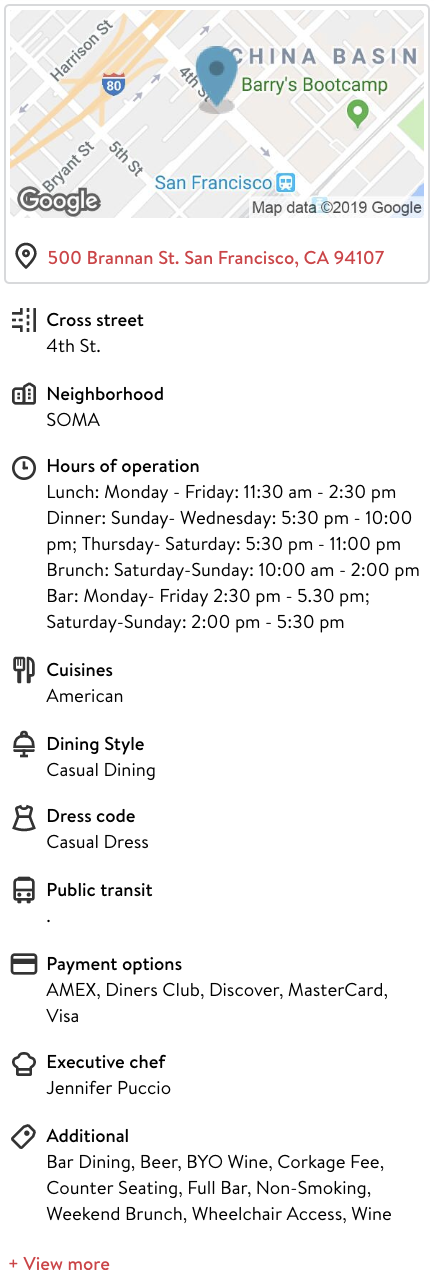 Harrison St
CHINA BASIN
80
4th St
Barry's Bootcamp
5th St
Bryant St
San Francisco
Google
Map data ©2019 Google
500 Brannan St. San Francisco, CA 94107
Cross street
4th St.
Neighborhood
SOMA
Hours of operation
Lunch: Monday - Friday: 11:30 am - 2:30 pm
Dinner: Sunday- Wednesday: 5:30 pm - 10:00
pm; Thursday- Saturday: 5:30 pm - 11:00 pm
Brunch: Saturday-Sunday: 10:00 am - 2:00 pm
Bar: Monday- Friday 2:30 pm - 5.30 pm;
Saturday-Sunday: 2:00 pm - 5:30 pm
Cuisines
American
Dining Style
Casual Dining
Dress code
Casual Dress
Public transit
.
Payment options
AMEX, Diners Club, Discover, MasterCard,
Visa
Executive chef
Jennifer Puccio
Additional
Bar Dining, Beer, BYO Wine, Corkage Fee,
Counter Seating, Full Bar, Non-Smoking,
Weekend Brunch, Wheelchair Access, Wine
+ View more